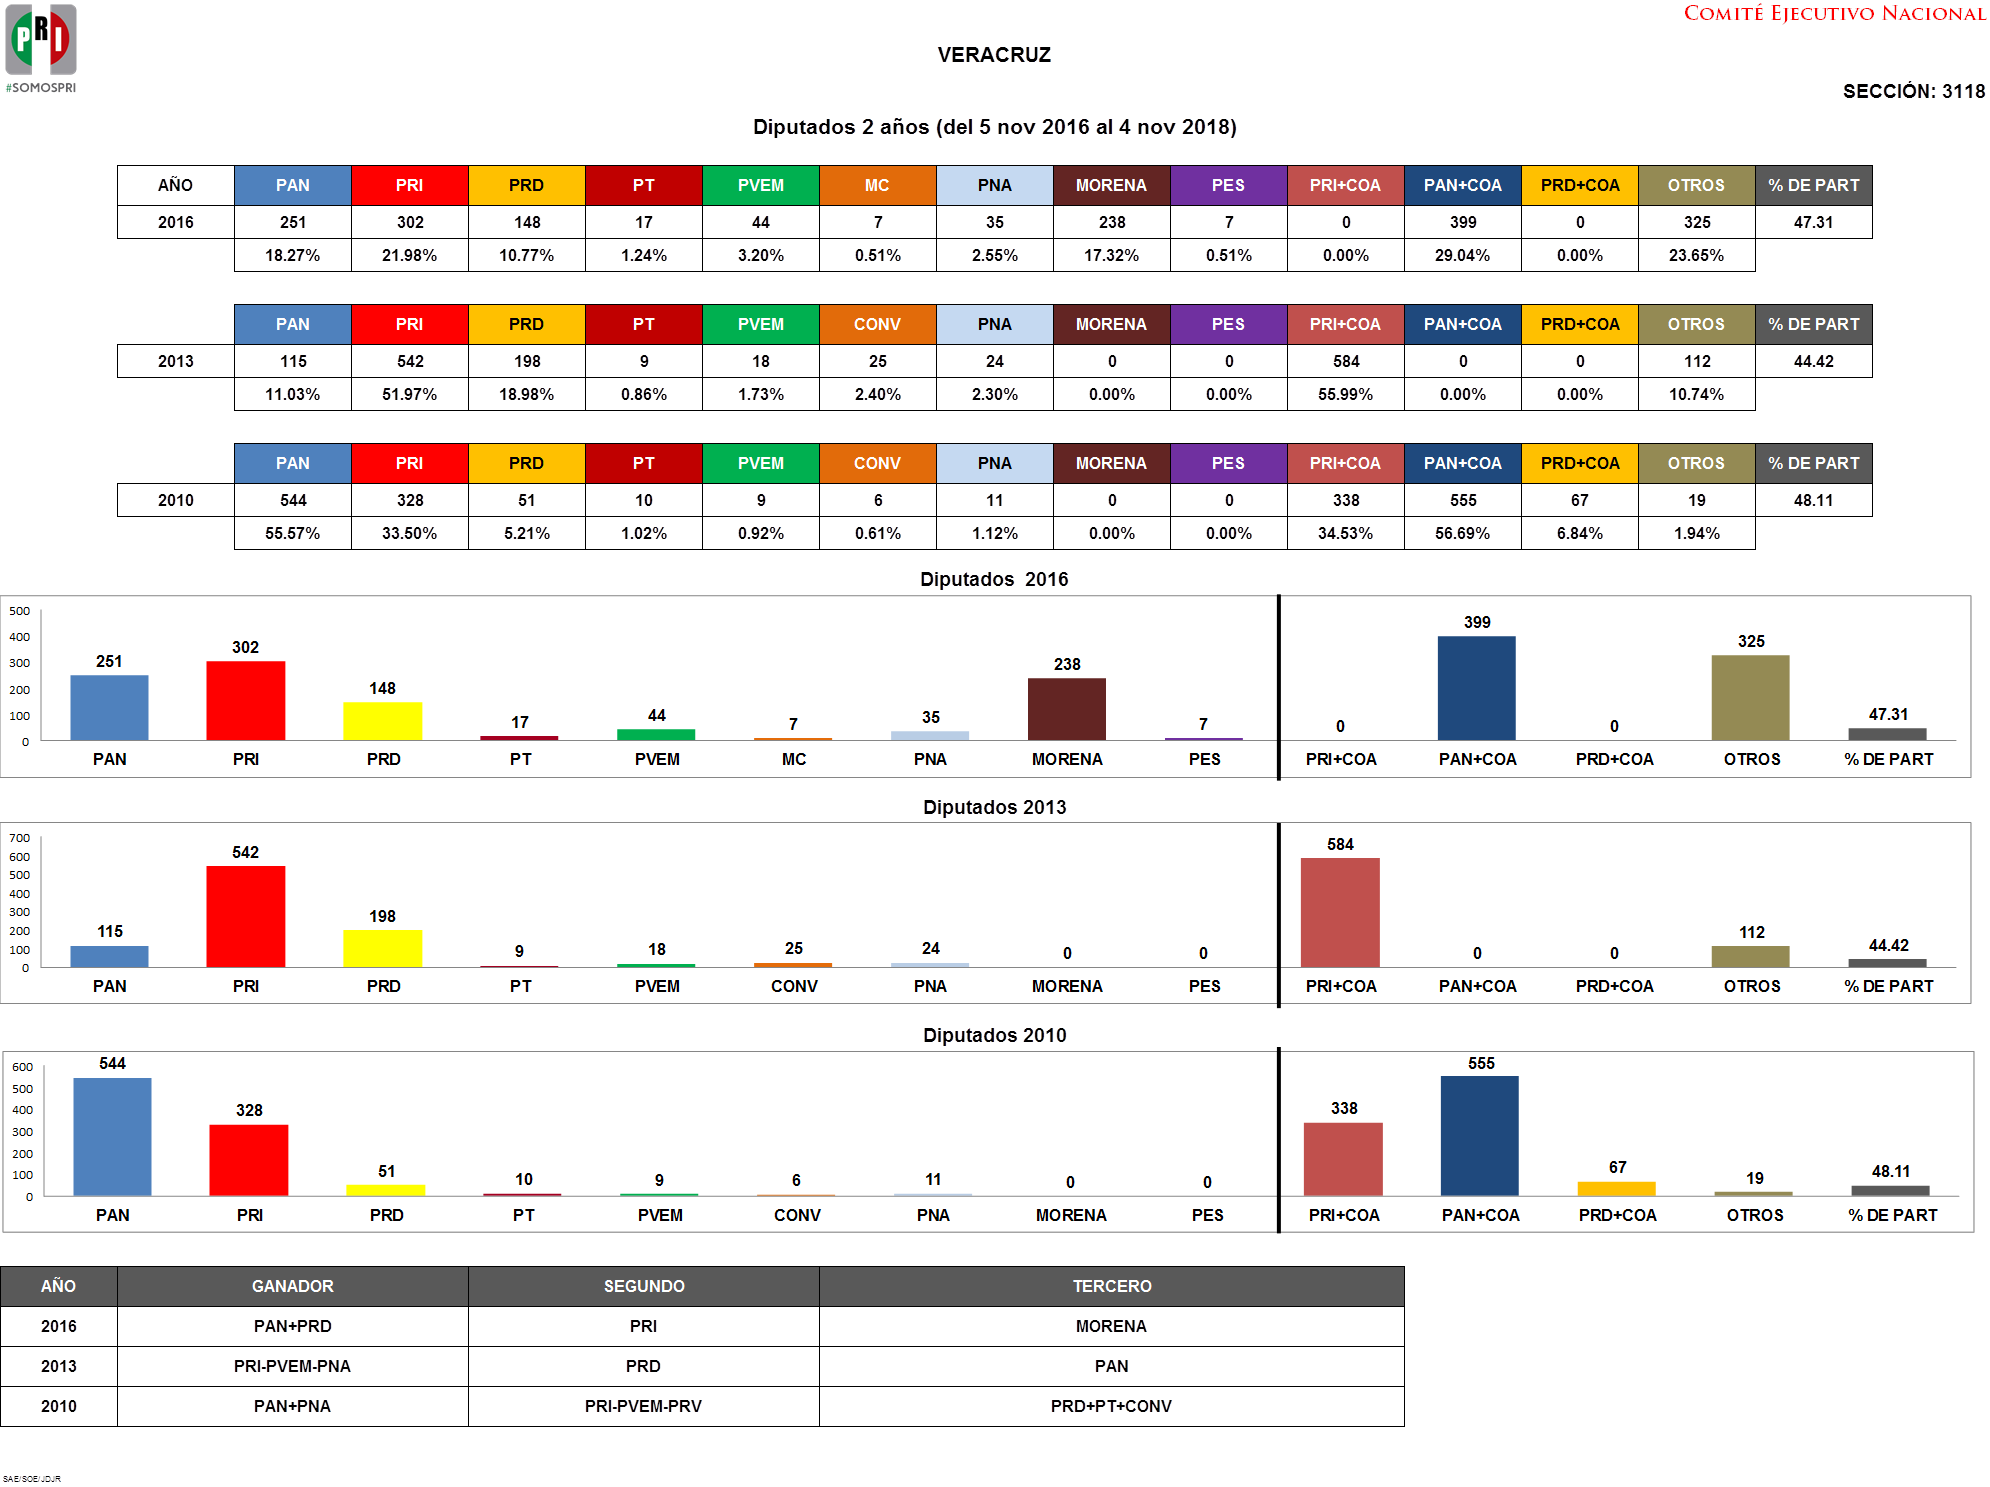 PRI
#SOMOSPRI
COMITÉ EJECUTIVO NACIONAL
VERACRUZ
SECCIÓN: 3118
Diputados 2 años (del 5 nov 2016 al 4 nov 2018)
AÑO PAN PRI PRD PT PVEM MC PNA MORENA PES PRI+COA PAN+COA PRD+COA OTROS % DE PART
2016 251 302 148 17 44 7 35 238 7 0 399 0 325 47.31
18.27% 21.98% 10.77% 1.24% 3.20% 0.51% 2.55% 17.32% 0.51% 0.00% 29.04% 0.00% 23.65%
PAN PRI PRD PT PVEM CONV PNA MORENA PES PRI+COA PAN+COA PRD+COA OTROS % DE PART
2013 115 542 198 9 18 25 24 0 0 584 0 0 112 44.42
11.03% 51.97% 18.98% 0.86% 1.73% 2.40% 2.30% 0.00% 0.00% 55.99% 0.00% 0.00% 10.74%
PAN PRI PRD PT PVEM CONV PNA MORENA PES PRI+COA PAN+COA PRD+COA OTROS % DE PART
2010 544 328 51 10 9 6 11 0 0 338 555 67 19 48.11
55.57% 33.50% 5.21% 1.02% 0.92% 0.61% 1.12% 0.00% 0.00% 34.53% 56.69% 6.84% 1.94%
Diputados 2016
500
400
300
200
100
0
251 302 148 17 44 7 35 238 7 0 399 0 325 47.31
PAN PRI PRD PT PVEM MC PNA MORENA PES PRI+COA PAN+COA PRD+COA OTROS % DE PART
Diputados 2013
700
600
500
400
300
200
100
0
115 542 198 9 18 25 24 0 0 584 0 0 112 44.42
PAN PRI PRD PT PVEM CONV PNA MORENA PES PRI+COA PAN+COA PRD+COA OTROS % DE PART
Diputados 2010
600
500
400
300
200
100
0
544 328 51 10 9 6 11 0 0 338 555 67 19 48.11
PAN PRI PRD PT PVEM CONV PNA MORENA PES PRI+COA PAN+COA PRD+COA OTROS % DE PART
AÑO GANADOR SEGUNDO TERCERO
2016 PAN+PRD PRI MORENA
2013 PRI-PVEM-PNA PRD PAN
2010 PAN+PNA PRI-PVEM-PRV PRD+PT+CONV
SAE/SOE/JDJR